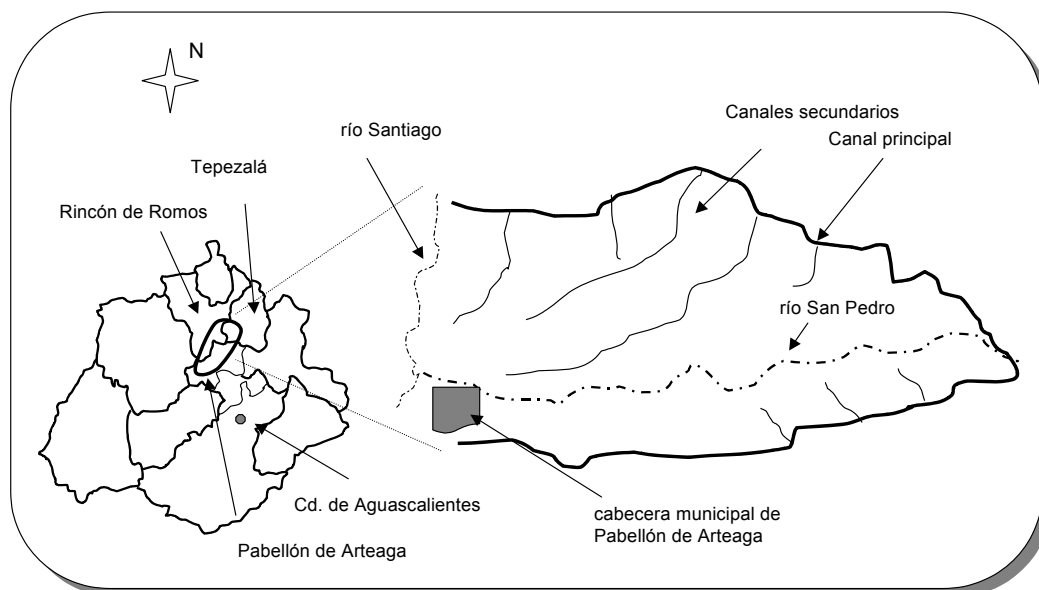 N
río Santiago
Canales secundarios
Canal principal
Tepezalá
Rincón de Romos
río San Pedro
Cd. de Aguascalientes
cabecera municipal de
Pabellón de Arteaga
Pabellón de Arteaga